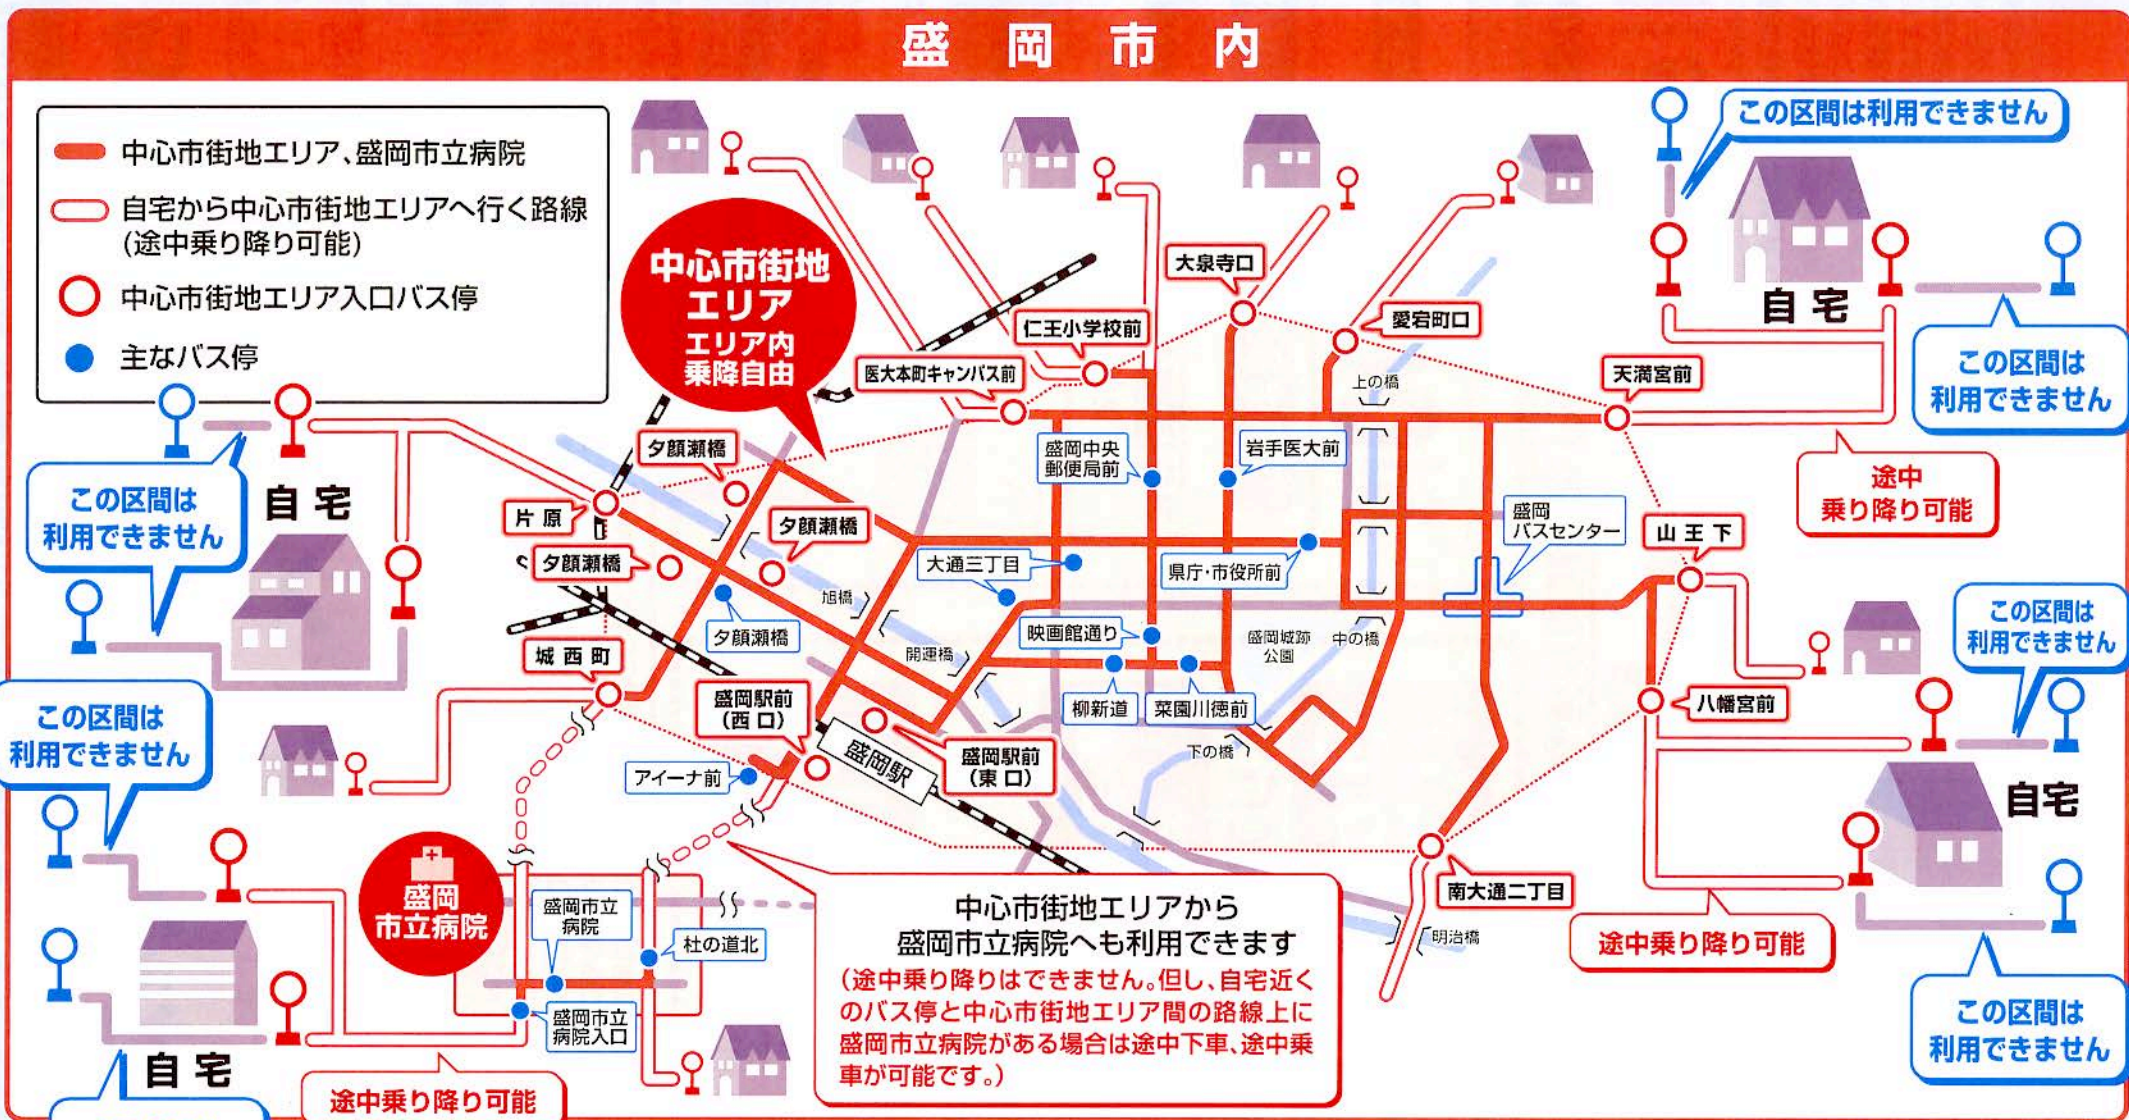 盛岡市内
中心市街地エリア、盛岡市立病院
自宅から中心市街地エリアへ行く路線
(途中乗り降り可能)
中心市街地エリア入口バス停
主なバス停
中心市街地
エリア
エリア内
乗降自由
この区間は利用できません
自宅
この区間は
利用できません
大泉寺口
愛宕町口
仁王小学校前
医大本町キャンパス前
上の橋
天満宮前
途中
乗り降り可能
この区間は
利用できません
自宅
夕顔瀬橋
片原
夕顔瀬橋
夕顔瀬橋
夕顔瀬橋
旭橋
城西町
盛岡中央
郵便局前
岩手医大前
盛岡
バスセンター
山王下
大通三丁目
県庁・市役所前
映画館通り
盛岡城跡
公園
中の橋
開運橋
柳新道
菜園川徳前
下の橋
八幡宮前
この区間は
利用できません
自宅
この区間は
利用できません
盛岡駅前
(西口)
盛岡駅
盛岡駅前
(東口)
アイーナ前
盛岡
市立病院
盛岡市立
病院
杜の道北
盛岡市立
病院入口
中心市街地エリアから
盛岡市立病院へも利用できます
(途中乗り降りはできません。但し、自宅近く
のバス停と中心市街地エリア間の路線上に
盛岡市立病院がある場合は途中下車、途中乗
車が可能です。)
南大通二丁目
明治橋
途中乗り降り可能
この区間は
利用できません
自宅
途中乗り降り可能